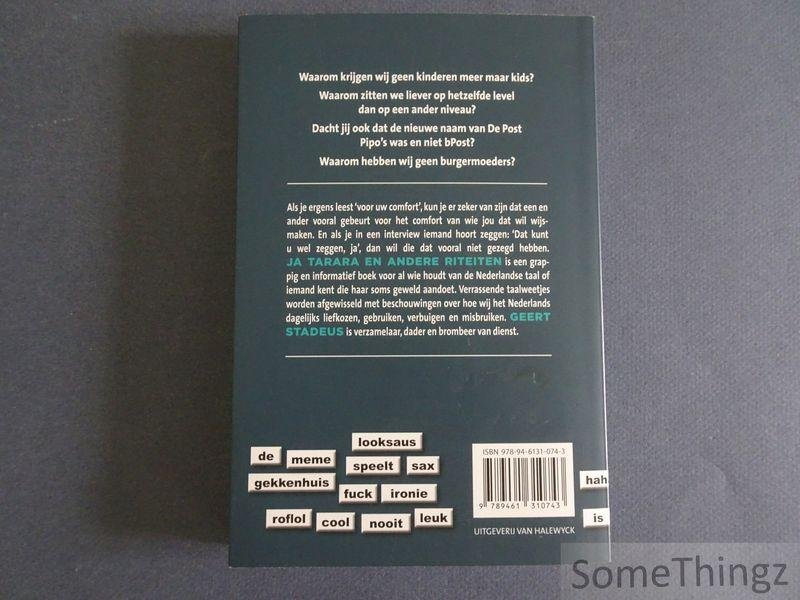 Waarom krijgen wij geen kinderen meer maar kids?
Waarom zitten we liever op hetzelfde level
dan op een ander niveau?
Dacht jij ook dat de nieuwe naam van De Post
Pipo's was en niet bPost?
Waarom hebben wij geen burgermoeders?
Als je ergens leest ‘voor uw comfort’, kun je er zeker van zijn dat een en
ander vooral gebeurt voor het comfort van wie jou dat wil wijs-
maken. En als je in een interview iemand hoort zeggen: ‘Dat kunt
u wel zeggen, ja’, dan wil die dat vooral niet gezegd hebben.
JA TARARA EN ANDERE RITEITEN is een grap-
pig en informatief boek voor al wie houdt van de Nederlandse taal of
iemand kent die haar soms geweld aandoet. Verrassende taalweetjes
worden afgewisseld met beschouwingen over hoe wij het Nederlands
dagelijks liefkozen, gebruiken, verbuigen en misbruiken. GEERT
STADEUS is verzamelaar, dader en brombeer van dienst.
looksaus
de meme speelt sax
gekkenhuis fuck ironie
roflol cool nooit leuk
ISBN 978-94-6131-074-3
9 789461 310743
UITGEVERIJ VAN HALEWYCK
hah
is
SomeThingz